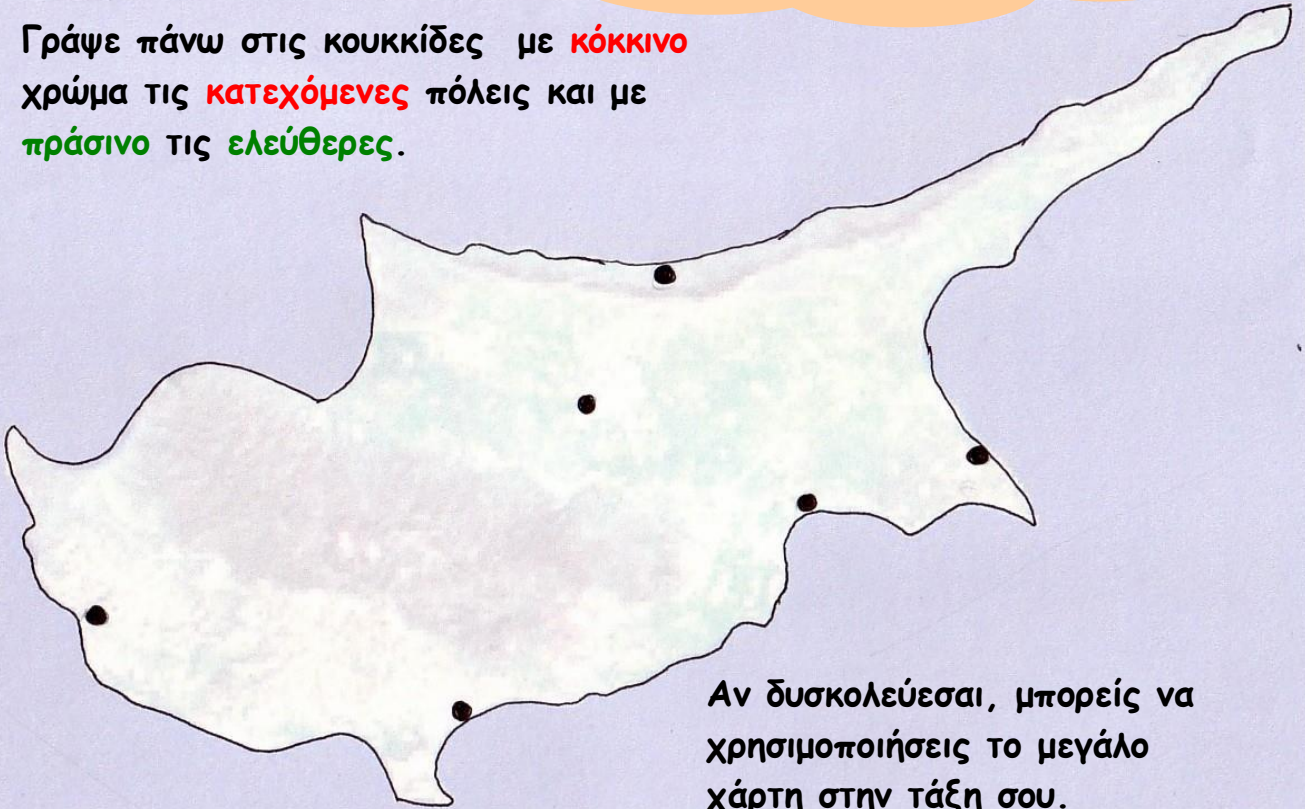 Γράψε πάνω στις κουκκίδες με κόκκινο
χρώμα τις κατεχόμενες πόλεις και με
πράσινο τις ελεύθερες.
Αν δυσκολεύεσαι, μπορείς να
χρησιμοποιήσεις το μεγάλο
χάρτη στην τάξη σου.